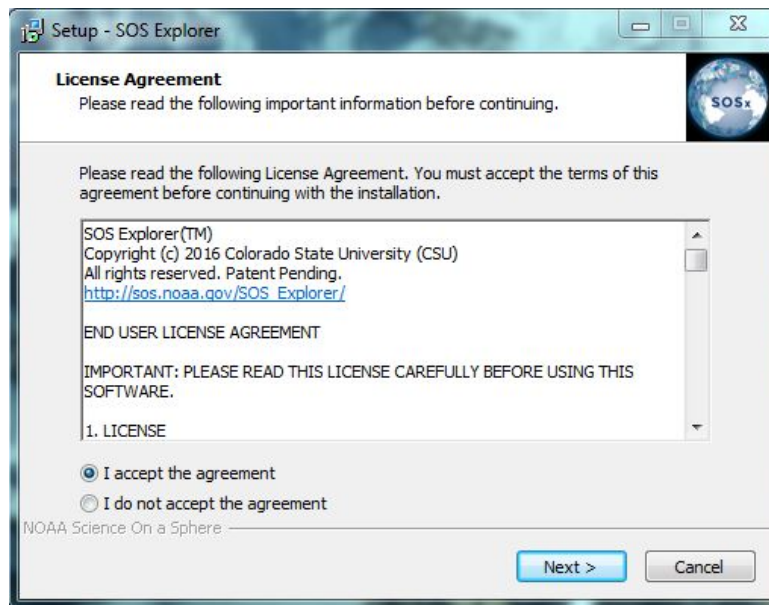 Setup - SOS Explorer
License Agreement
Please read the following important information before continuing.
SOSx
Please read the following License Agreement. You must accept the terms of this
agreement before continuing with the installation.
SOS Explorer(TM)
Copyright (c) 2016 Colorado State University (CSU)
All rights reserved. Patent Pending.
http://sos.noaa.gov/SOS_Explorer/
END USER LICENSE AGREEMENT
IMPORTANT: PLEASE READ THIS LICENSE CAREFULLY BEFORE USING THIS
SOFTWARE.
1. LICENSE
I accept the agreement
I do not accept the agreement
NOAA Science On a Sphere
Next >
Cancel